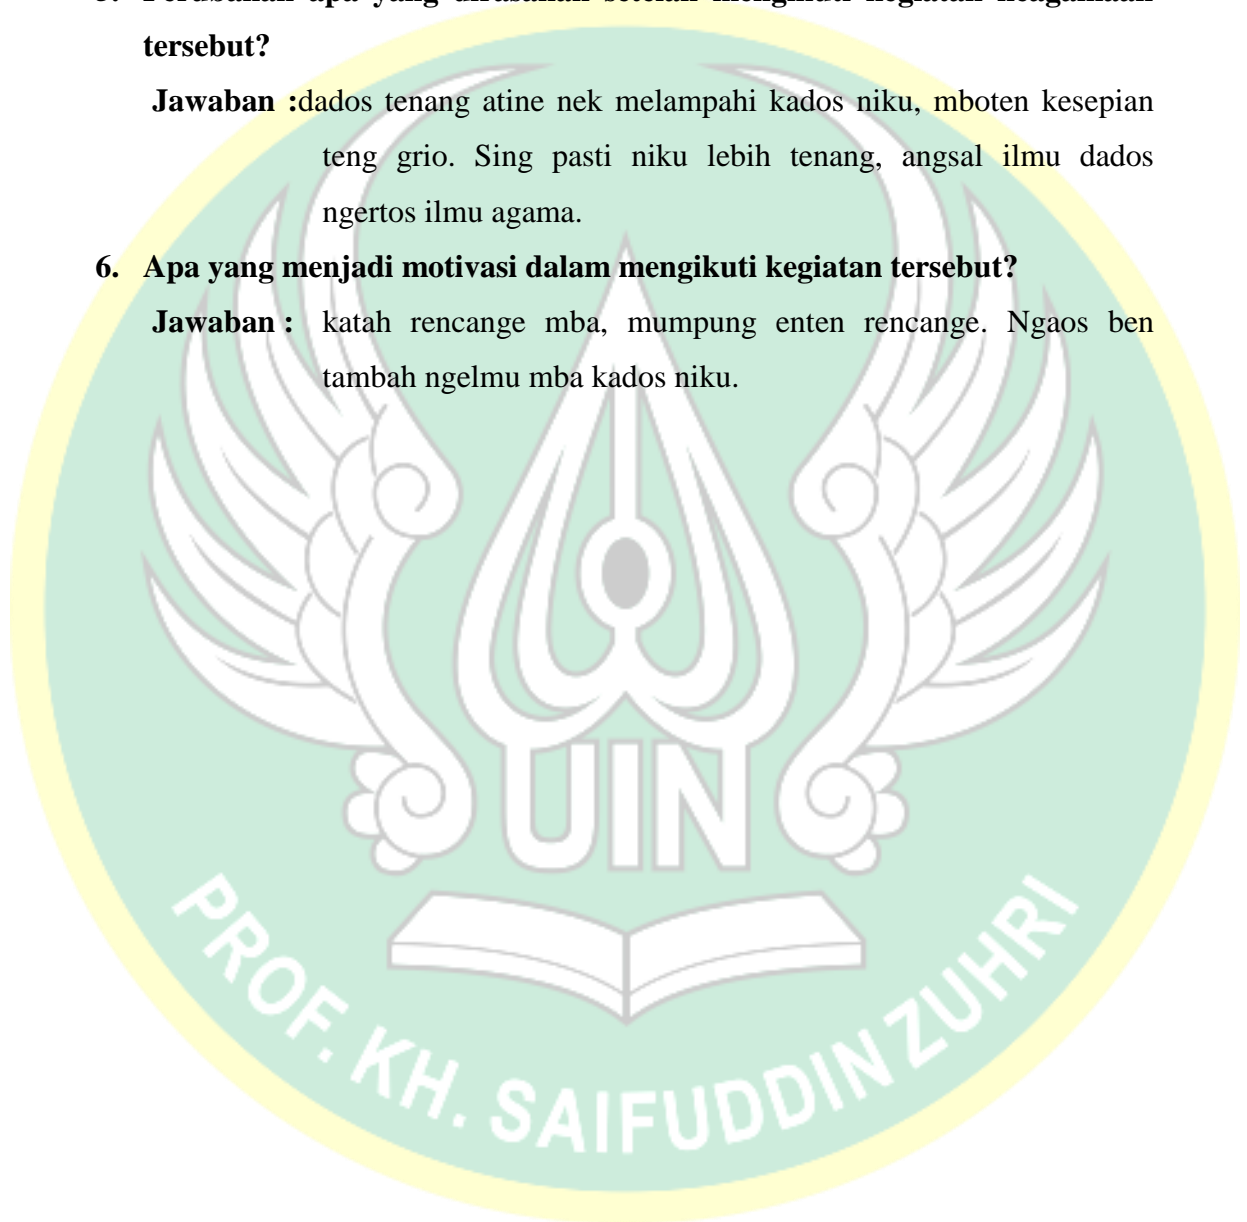 tersebut?
Jawaban :dados tenang atine nek melampahi kados niku, mboten kesepian
teng grio. Sing pasti niku lebih tenang, angsal ilmu dados
ngertos ilmu agama.
6. Apa yang menjadi motivasi dalam mengikuti kegiatan tersebut?
Jawaban : katah rencange mba, mumpung enten rencange. Ngaos ben
tambah ngelmu mba kados niku.
UIN
PROF. KH. SAIFUDDIN ZUHRI